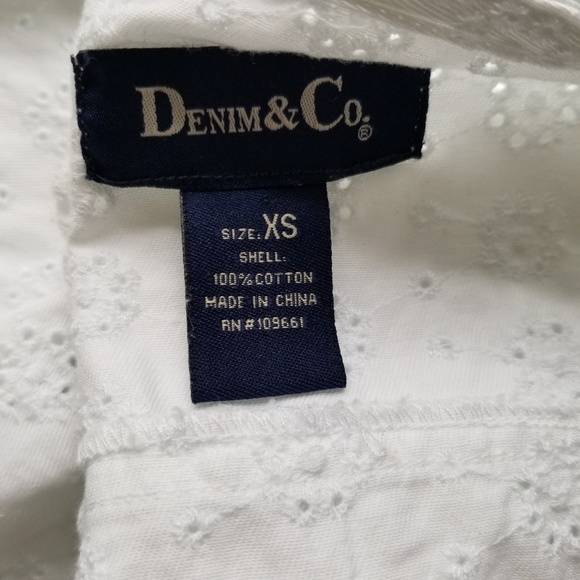 DENIM&CO.®
SIZE: XS
SHELL:
100% COTTON
MADE IN CHINA
RN#109661